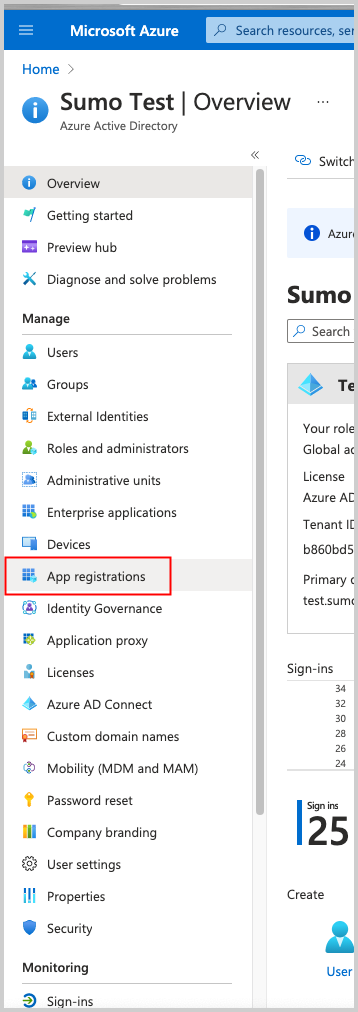 Microsoft Azure
Search resources, ser
Home
Sumo Test | Overview
Azure Active Directory
Overview
Getting started
Preview hub
Diagnose and solve problems
Manage
Users
Groups
External Identities
Roles and administrators
Administrative units
Enterprise applications
Devices
App registrations
Identity Governance
Application proxy
Licenses
Azure AD Connect
Custom domain names
Mobility (MDM and MAM)
Password reset
Company branding
User settings
Properties
Security
Monitoring
Sign-ins
Switch
Azure
Sumo
Search
Te
Your role
Global ad
License
Azure AD
Tenant ID
b860bd5
Primary d
test.sumo
Sign-ins
34
32
30
28
26
24
Sign ins
25
Create
User